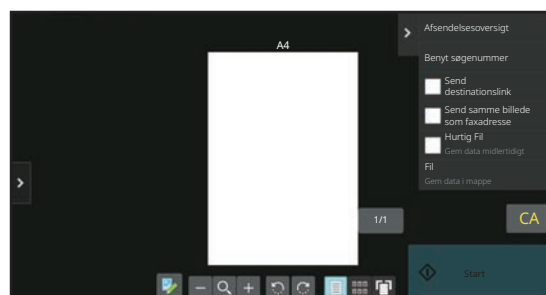 A4
Afsendelsesoversigt
Benyt søgenummer
Send
destinationslink
Send samme billede
som faxadresse
Hurtig Fil
Gem data midlertidigt
Fil
Gem data i mappe
1/1
CA
Start